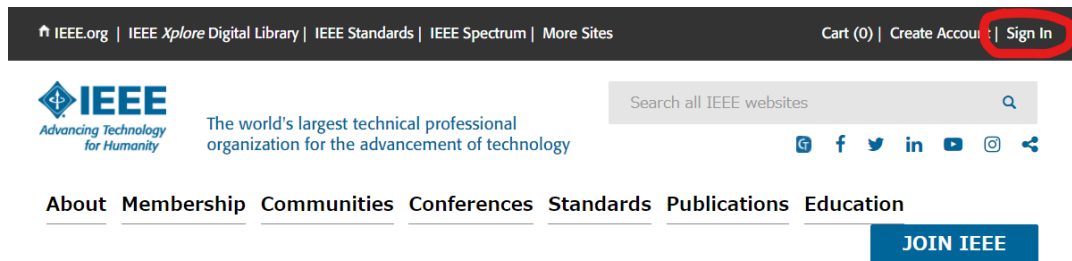 IEEE.org | IEEE Xplore Digital Library | IEEE Standards | IEEE Spectrum | More Sites
Cart (0) | Create Account | Sign In
IEEE
Advancing Technology
for Humanity
The world's largest technical professional
organization for the advancement of technology
Search all IEEE websites
About Membership Communities Conferences Standards Publications Education
JOIN IEEE